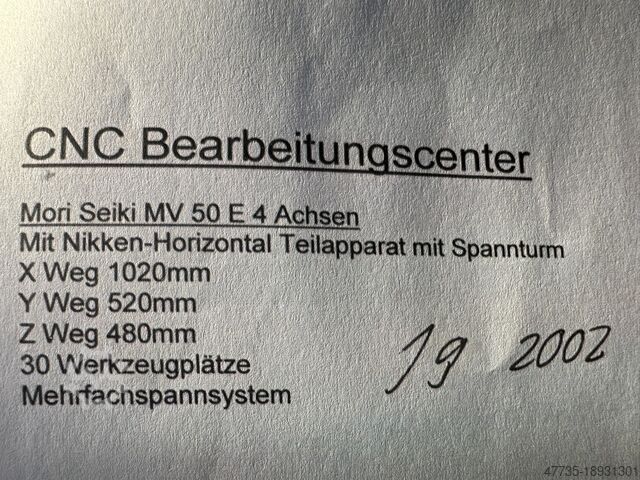 CNC Bearbeitungscenter
Mori Seiki MV 50 E 4 Achsen
Mit Nikken-Horizontal Teilapparat mit Spannturm
X Weg 1020mm
Y Weg 520mm
Z Weg 480mm
30 Werkzeugplätze
Mehrfachspannsystem
Jg 2002
47735-18931301